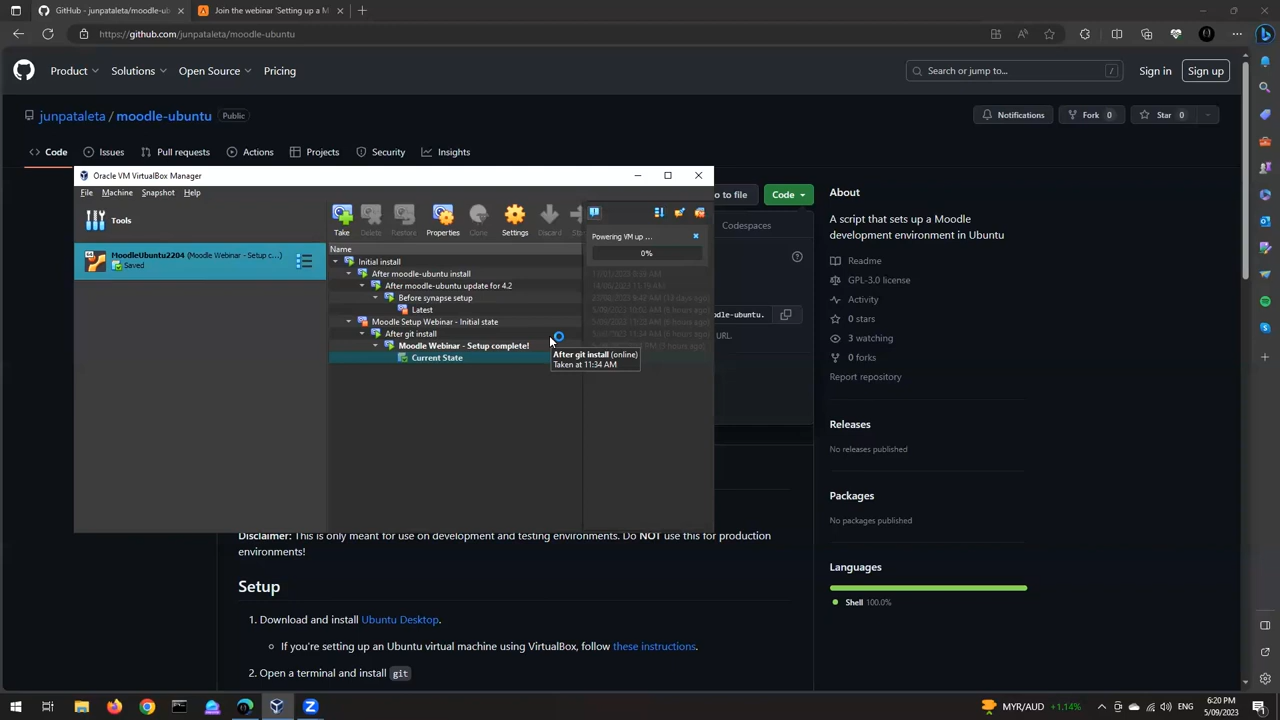 GitHub - junpataleta/moodle-ub
Join the webinar 'Setting up a M
https://github.com/junpataleta/moodle-ubuntu
Product
Solutions
Open Source
Pricing
Search or jump to...
/
Sign in
Sign up
junpataleta / moodle-ubuntu
Public
Notifications
Fork 0
Star 0
Code
Issues
Pull requests
Actions
Projects
Security
Insights
Oracle VM VirtualBox Manager
File
Machine
Snapshot
Help
Tools
MoodleUbuntu2204 (Moodle Webinar - Setup c...)
Saved
Take
Delete
Restore
Properties
Clone
Settings
Discard
Name
Initial install
After moodle-ubuntu install
After moodle-ubuntu update for 4.2
Before synapse setup
Latest
Moodle Setup Webinar - Initial state
After git install
Moodle Webinar - Setup complete!
Current State
Powering VM up ...
0%
After git install (online)
Taken at 11:34 AM
o to file
Code
Codespaces
dle-ubuntu.
URL.
About
A script that sets up a Moodle
development environment in Ubuntu
Readme
GPL-3.0 license
Activity
0 stars
3 watching
0 forks
Report repository
Releases
No releases published
Packages
No packages published
Languages
Shell 100.0%
Disclaimer: This is only meant for use on development and testing environments. Do NOT use this for production
environments!
Setup
1. Download and install Ubuntu Desktop.
If you're setting up an Ubuntu virtual machine using VirtualBox, follow these instructions.
2. Open a terminal and install git
MYR/AUD +1.14%
6:20 PM
5/09/2023